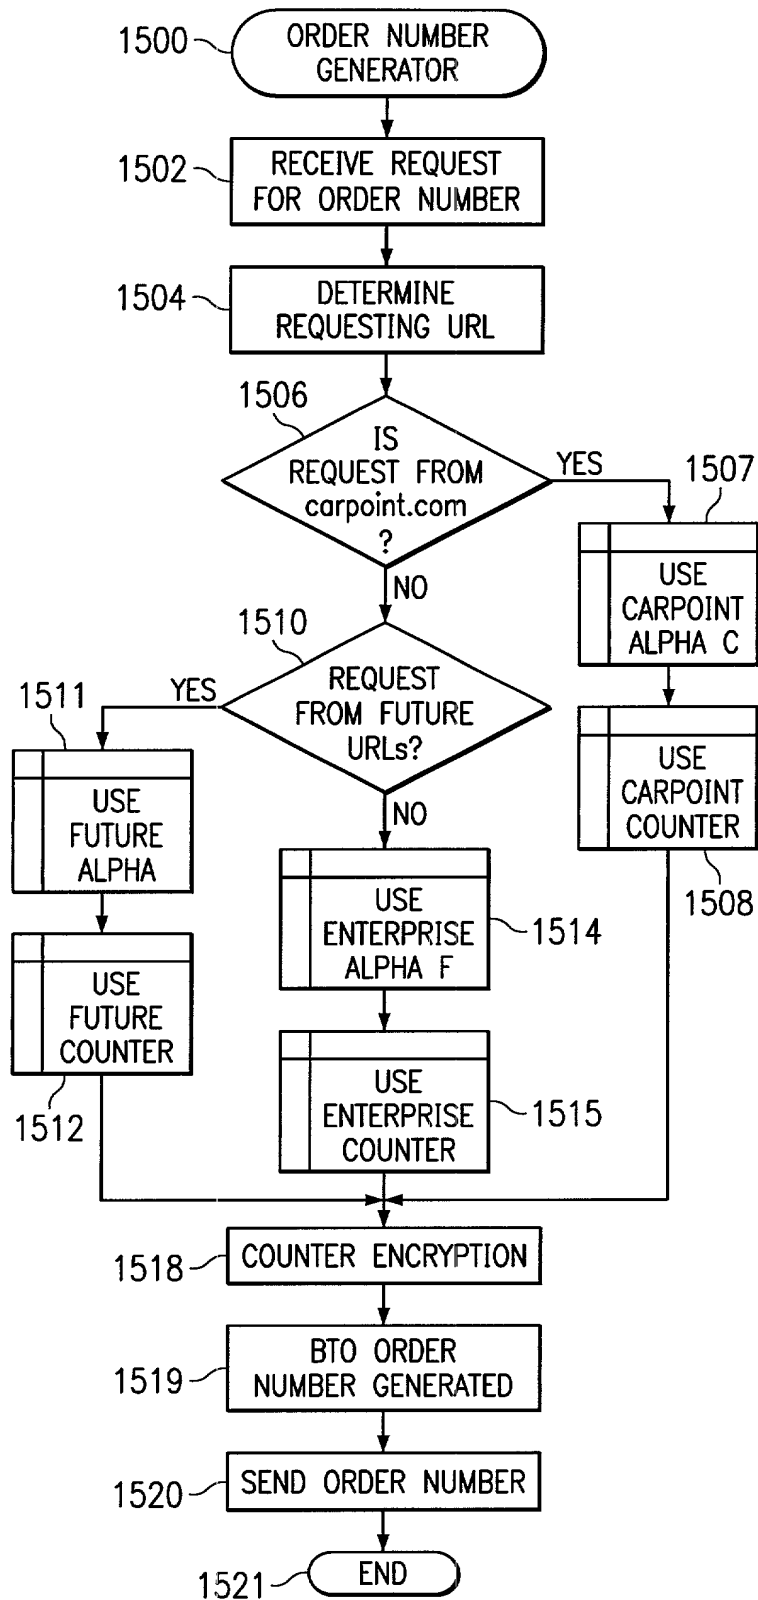 1500
ORDER NUMBER
GENERATOR
1502
RECEIVE REQUEST
FOR ORDER NUMBER
1504
DETERMINE
REQUESTING URL
1506
IS
REQUEST FROM
carpoint.com
?
YES
NO
1507
USE
CARPOINT
ALPHA C
USE
CARPOINT
COUNTER
1508
1510
REQUEST
FROM FUTURE
URLs?
YES
NO
1511
USE
FUTURE
ALPHA
USE
FUTURE
COUNTER
1512
USE
ENTERPRISE
ALPHA F
1514
USE
ENTERPRISE
COUNTER
1515
1518
COUNTER ENCRYPTION
1519
BTO ORDER
NUMBER GENERATED
1520
SEND ORDER NUMBER
1521
END